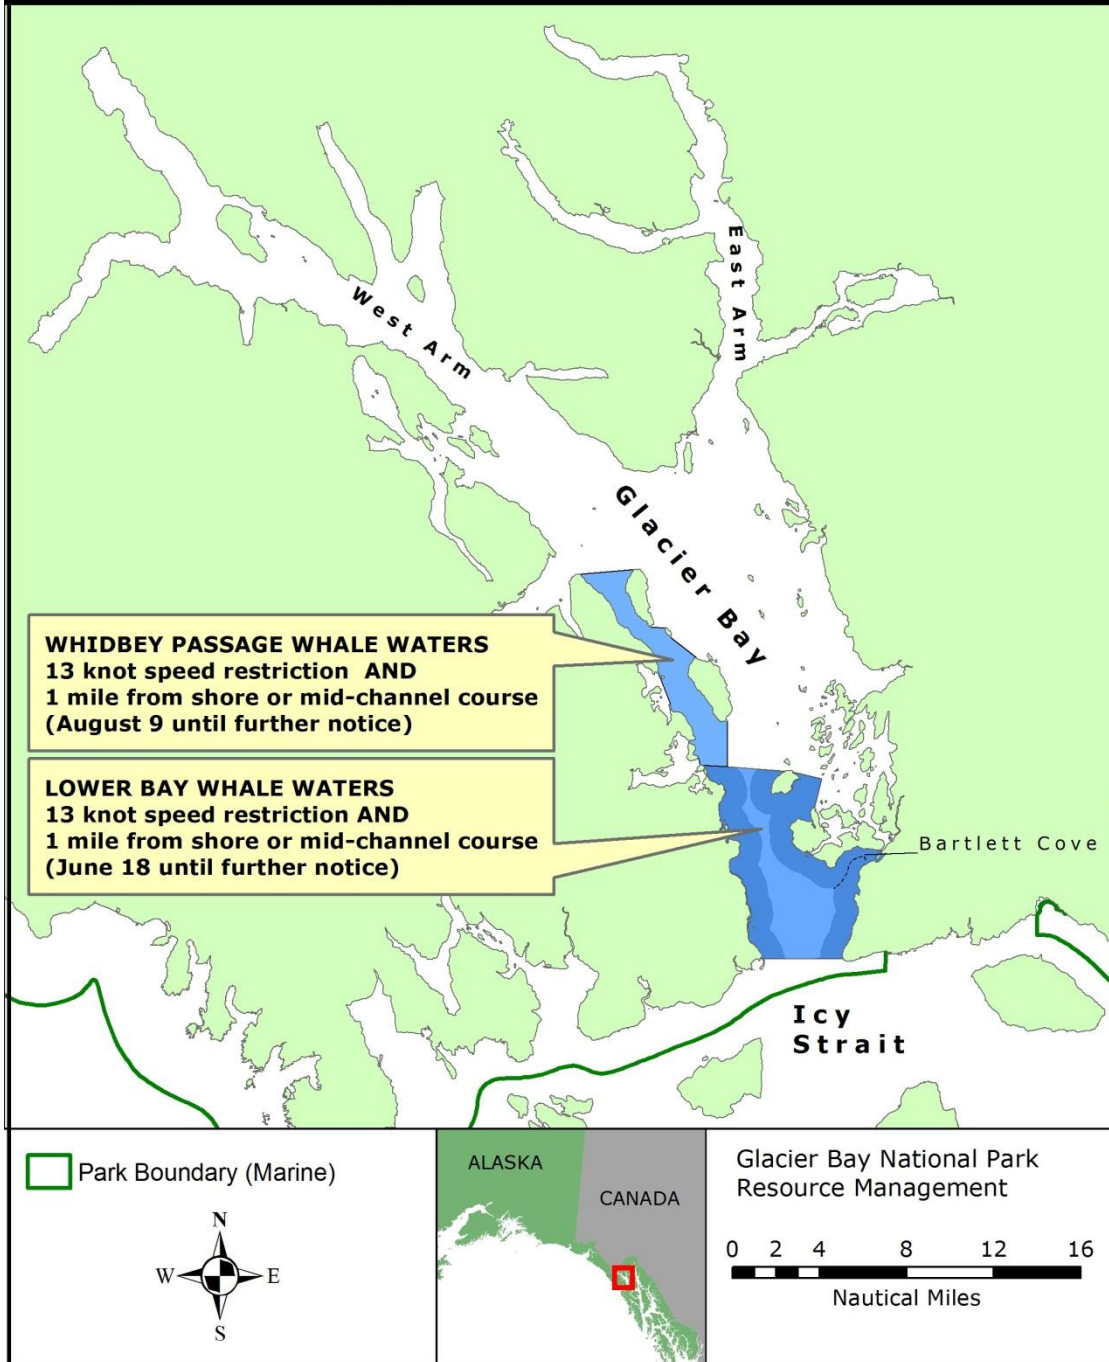 East Arm
West Arm
Glacier Bay
WHIDBEY PASSAGE WHALE WATERS
13 knot speed restriction AND
1 mile from shore or mid-channel course
(August 9 until further notice)
LOWER BAY WHALE WATERS
13 knot speed restriction AND
1 mile from shore or mid-channel course
(June 18 until further notice)
Bartlett Cove
Icy
Strait
Park Boundary (Marine)
N
W E
S
ALASKA
CANADA
Glacier Bay National Park
Resource Management
0 2 4 8 12 16
Nautical Miles